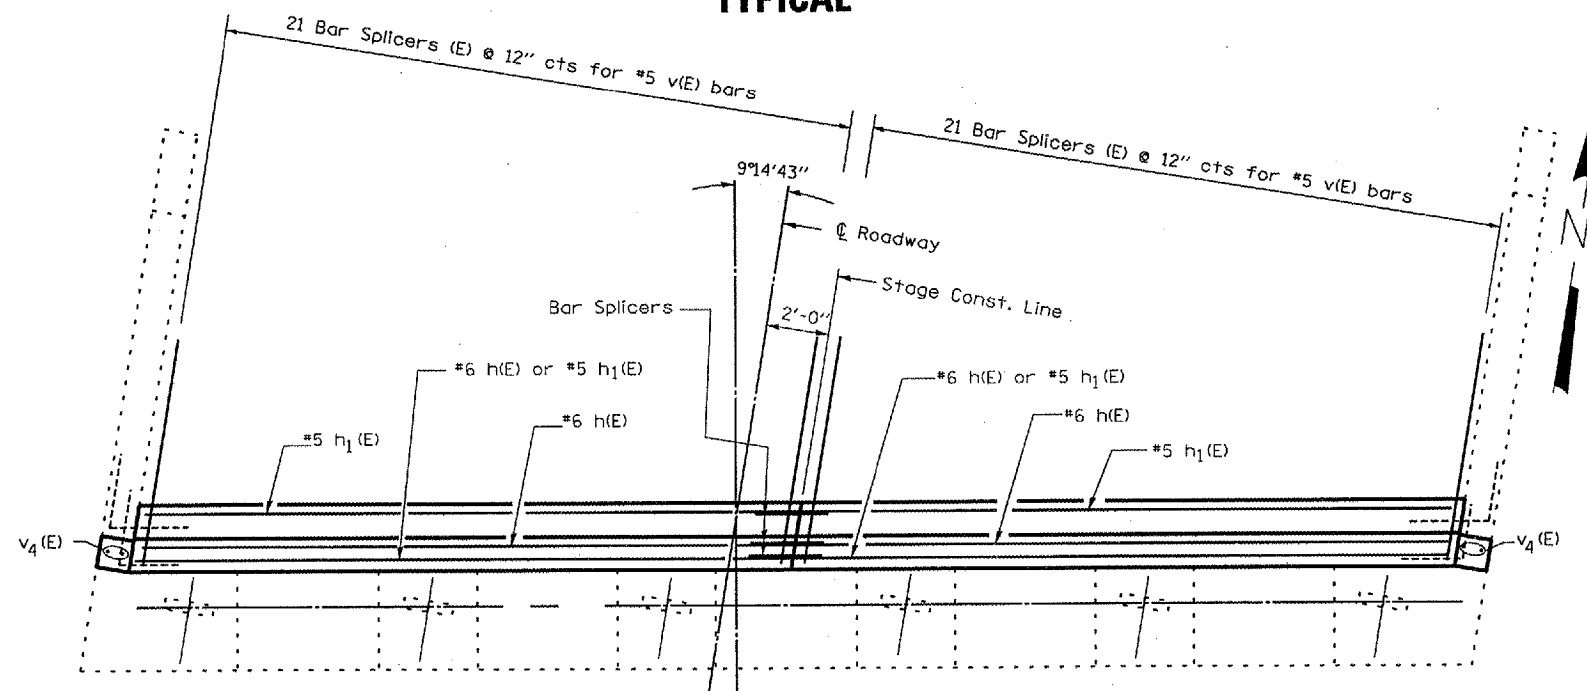 TYPICAL
21 Bar Splicers (E) @ 12" cts for #5 v(E) bars
21 Bar Splicers (E) @ 12" cts for #5 v(E) bars
9°14'43"
℄ Roadway
N
Stage Const. Line
Bar Splicers
2'-0"
#6 h(E) or #5 h₁(E)
#6 h(E) or #5 h₁(E)
#6 h(E)
#6 h(E)
#5 h₁(E)
#5 h₁(E)
v₄(E)
v₄(E)